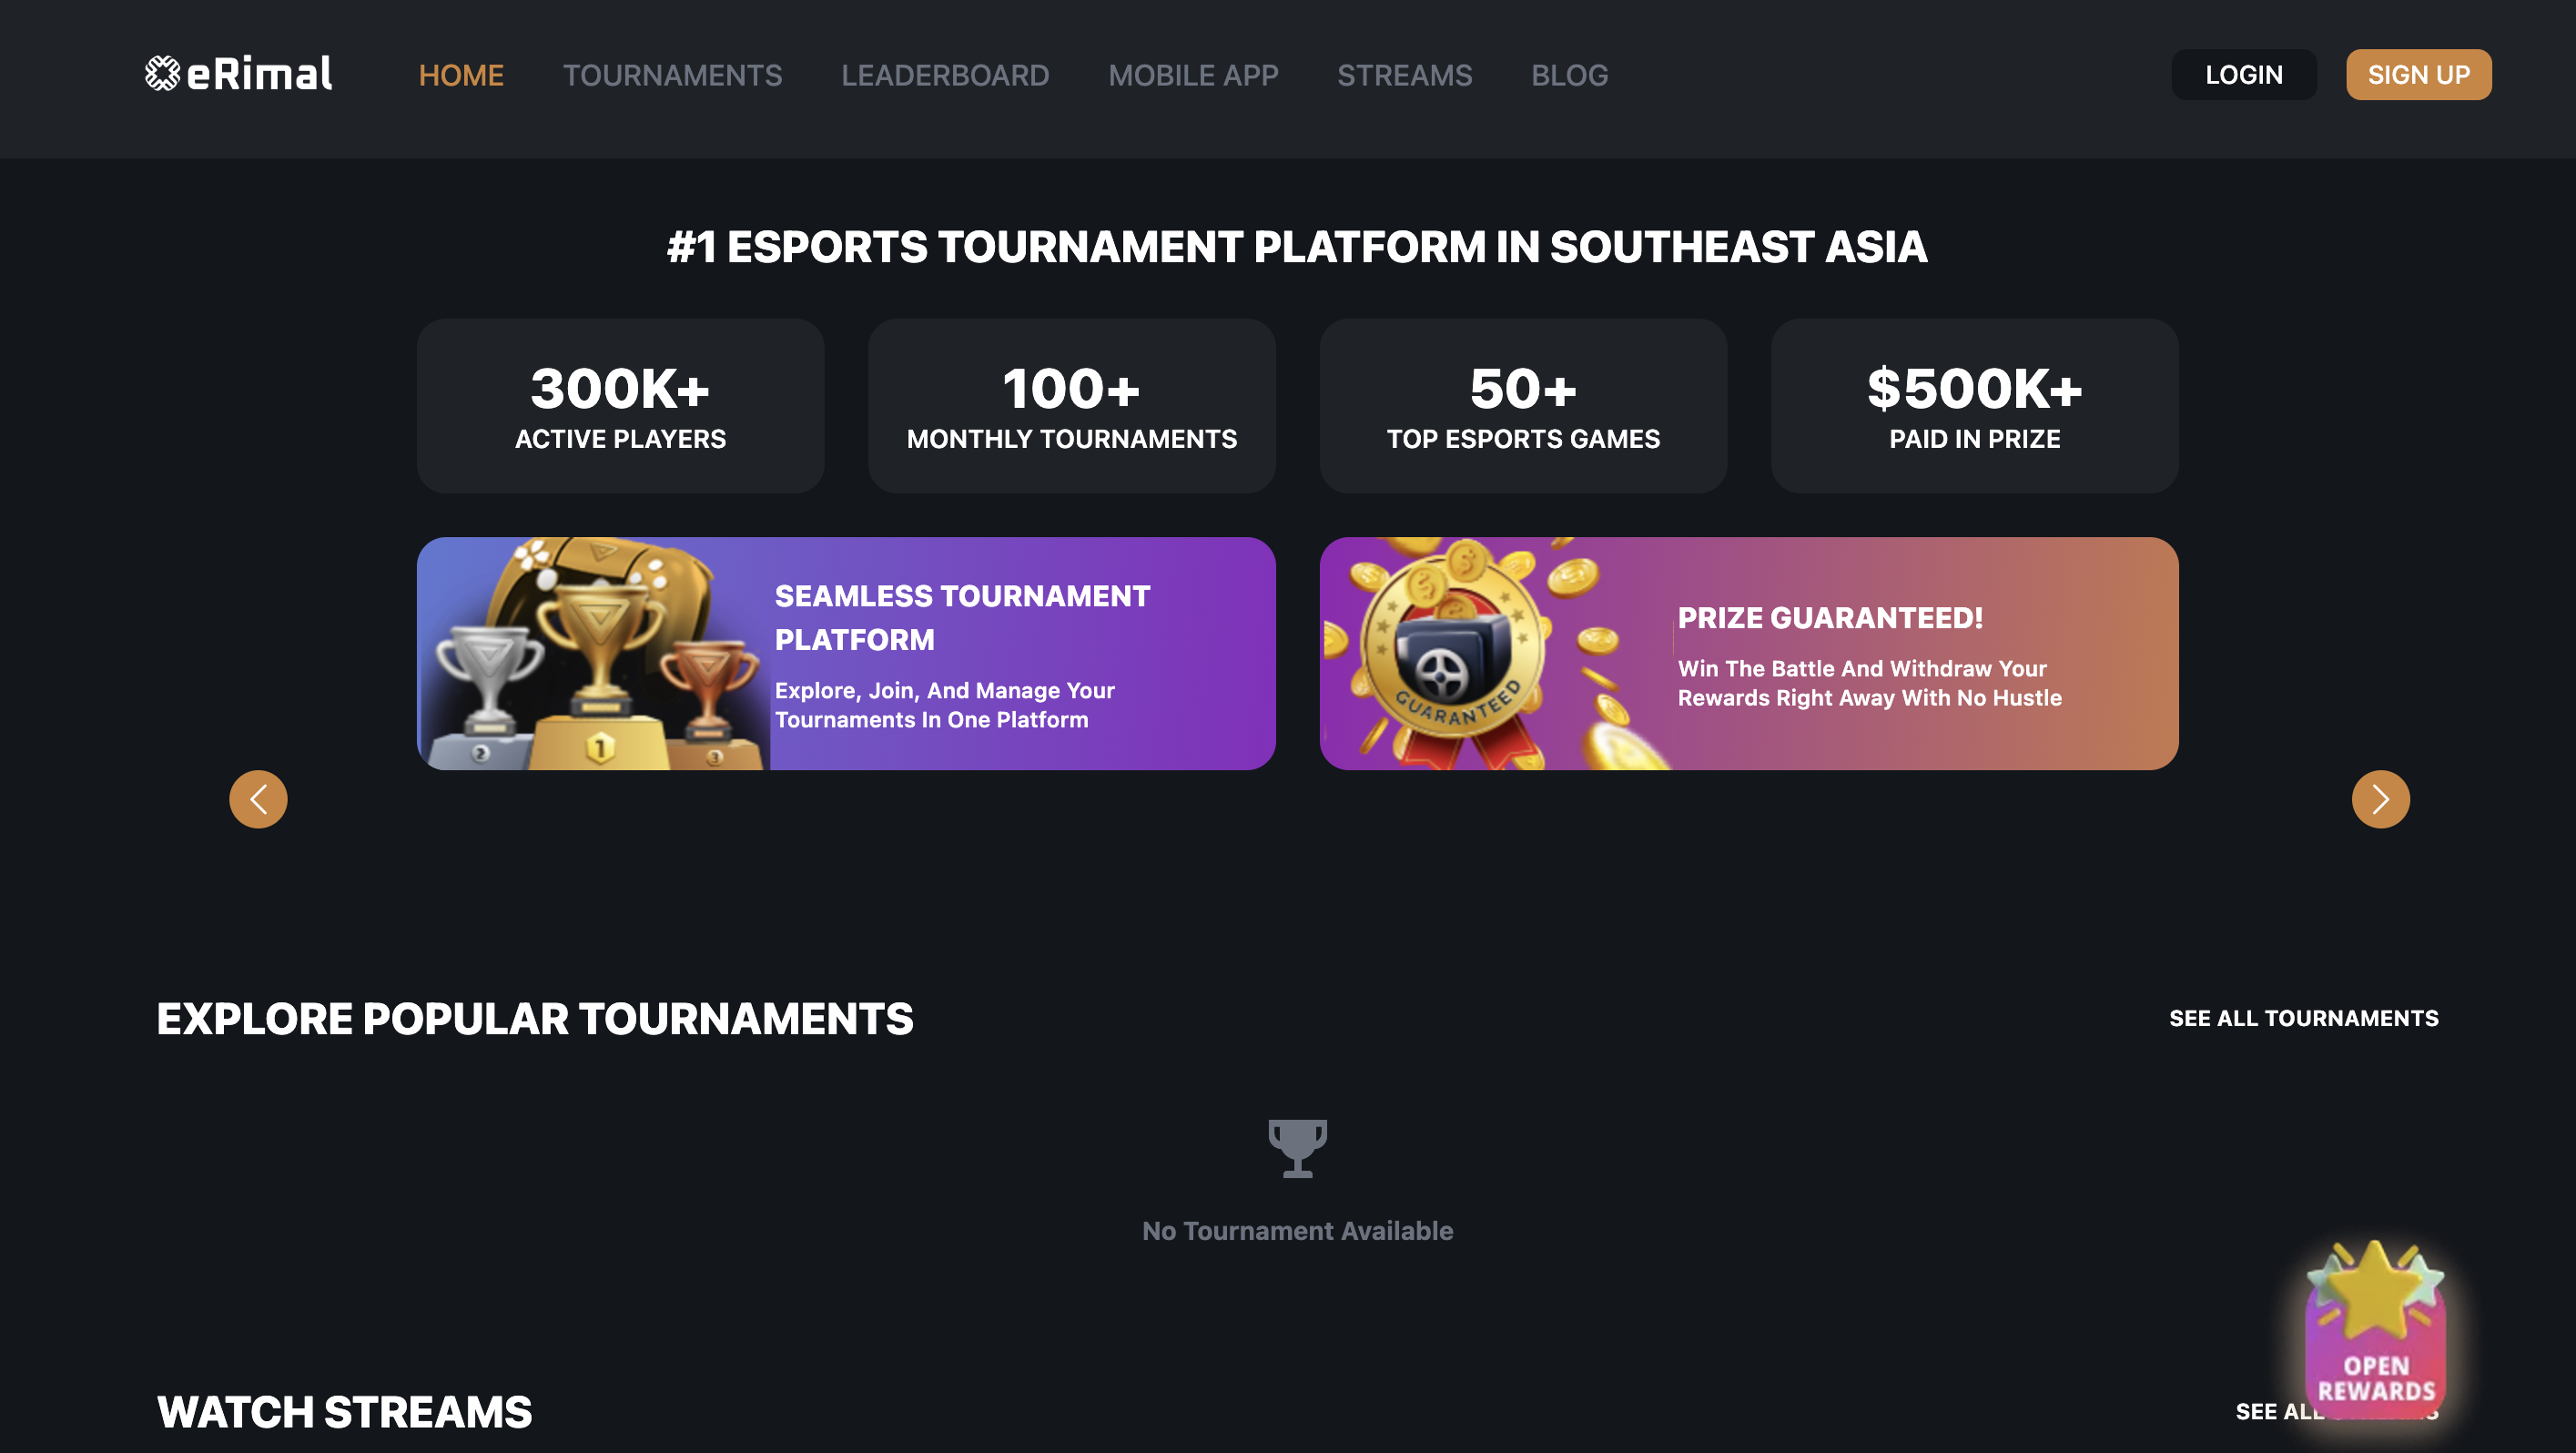 eRimal
HOME
TOURNAMENTS
LEADERBOARD
MOBILE APP
STREAMS
BLOG
LOGIN
SIGN UP
#1 ESPORTS TOURNAMENT PLATFORM IN SOUTHEAST ASIA
300K+
ACTIVE PLAYERS
100+
MONTHLY TOURNAMENTS
50+
TOP ESPORTS GAMES
$500K+
PAID IN PRIZE
2
1
3
SEAMLESS TOURNAMENT
PLATFORM
Explore, Join, And Manage Your
Tournaments In One Platform
GUARANTEED
PRIZE GUARANTEED!
Win The Battle And Withdraw Your
Rewards Right Away With No Hustle
EXPLORE POPULAR TOURNAMENTS
SEE ALL TOURNAMENTS
No Tournament Available
WATCH STREAMS
SEE ALL
OPEN
REWARDS